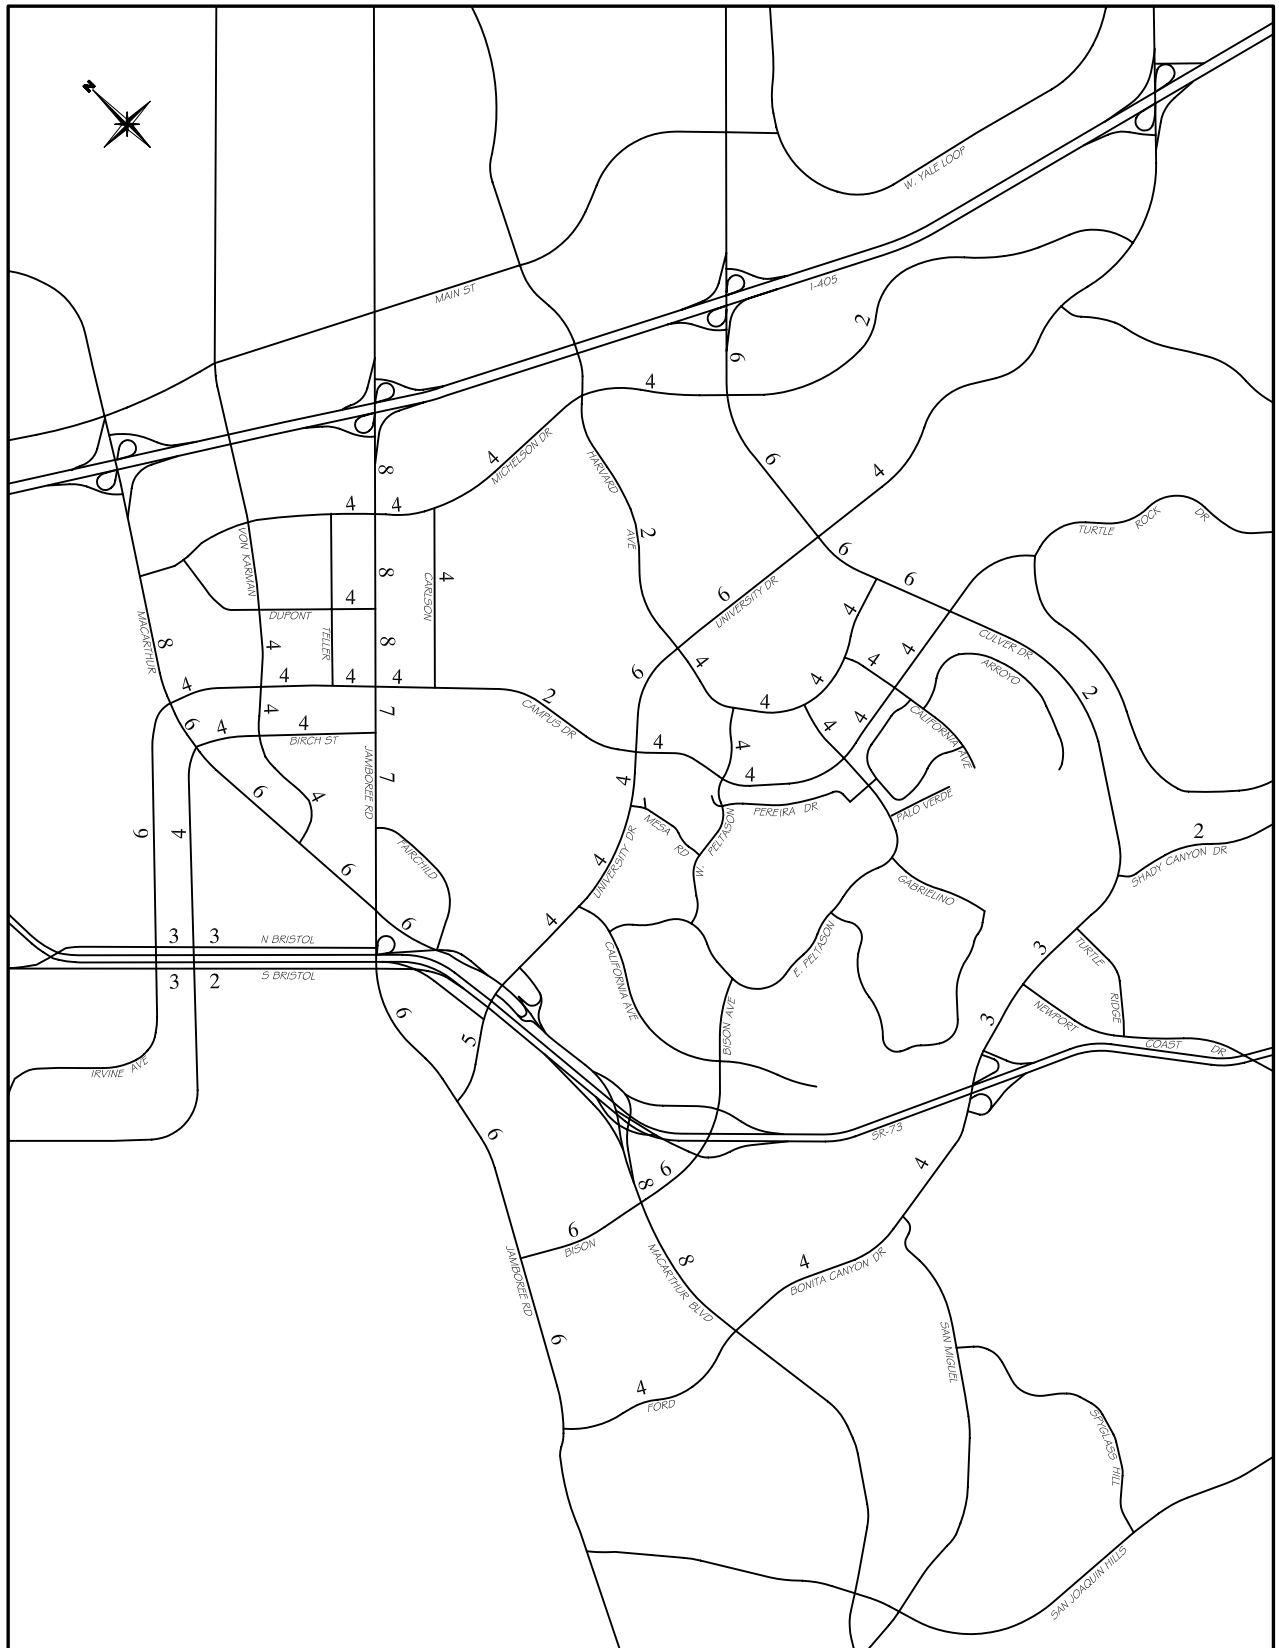 N
W. YALE LOOP
I-405
MAIN ST
2
6
4
MICHELSON DR
4
HARVARD
AVE
2
6
4
8
4
4
VON KARMAN
8
CARLSON
4
TURTLE
ROCK
DR
6
6
UNIVERSITY DR
6
4
DUPONT
4
TELLER
MACARTHUR
8
4
8
4
4
4
4
4
4
BIRCH ST
6
7
7
JAMBOREE RD
2
CAMPUS DR
4
6
4
4
4
4
4
4
4
4
4
CULVER DR
2
ARROYO
CALIFORNIA AVE
4
PALO VERDE
PEREIRA DR
W. PELTASON
MESA
RD
4
UNIVERSITY DR
4
6
4
6
4
6
6
FAIRCHILD
2
SHADY CANYON DR
GABRIELINO
E. PELTASON
CALIFORNIA AVE
BISON AVE
3
3
N BRISTOL
3
2
S BRISTOL
IRVINE AVE
6
5
3
3
TURTLE
RIDGE
NEWPORT
COAST
DR
SR-73
6
6
8
6
BISON
4
4
BONITA CANYON DR
MACARTHUR BLVD
8
JAMBOREE RD
6
4
FORD
SAN MIGUEL
SPYGLASS HILL
SAN JOAQUIN HILLS